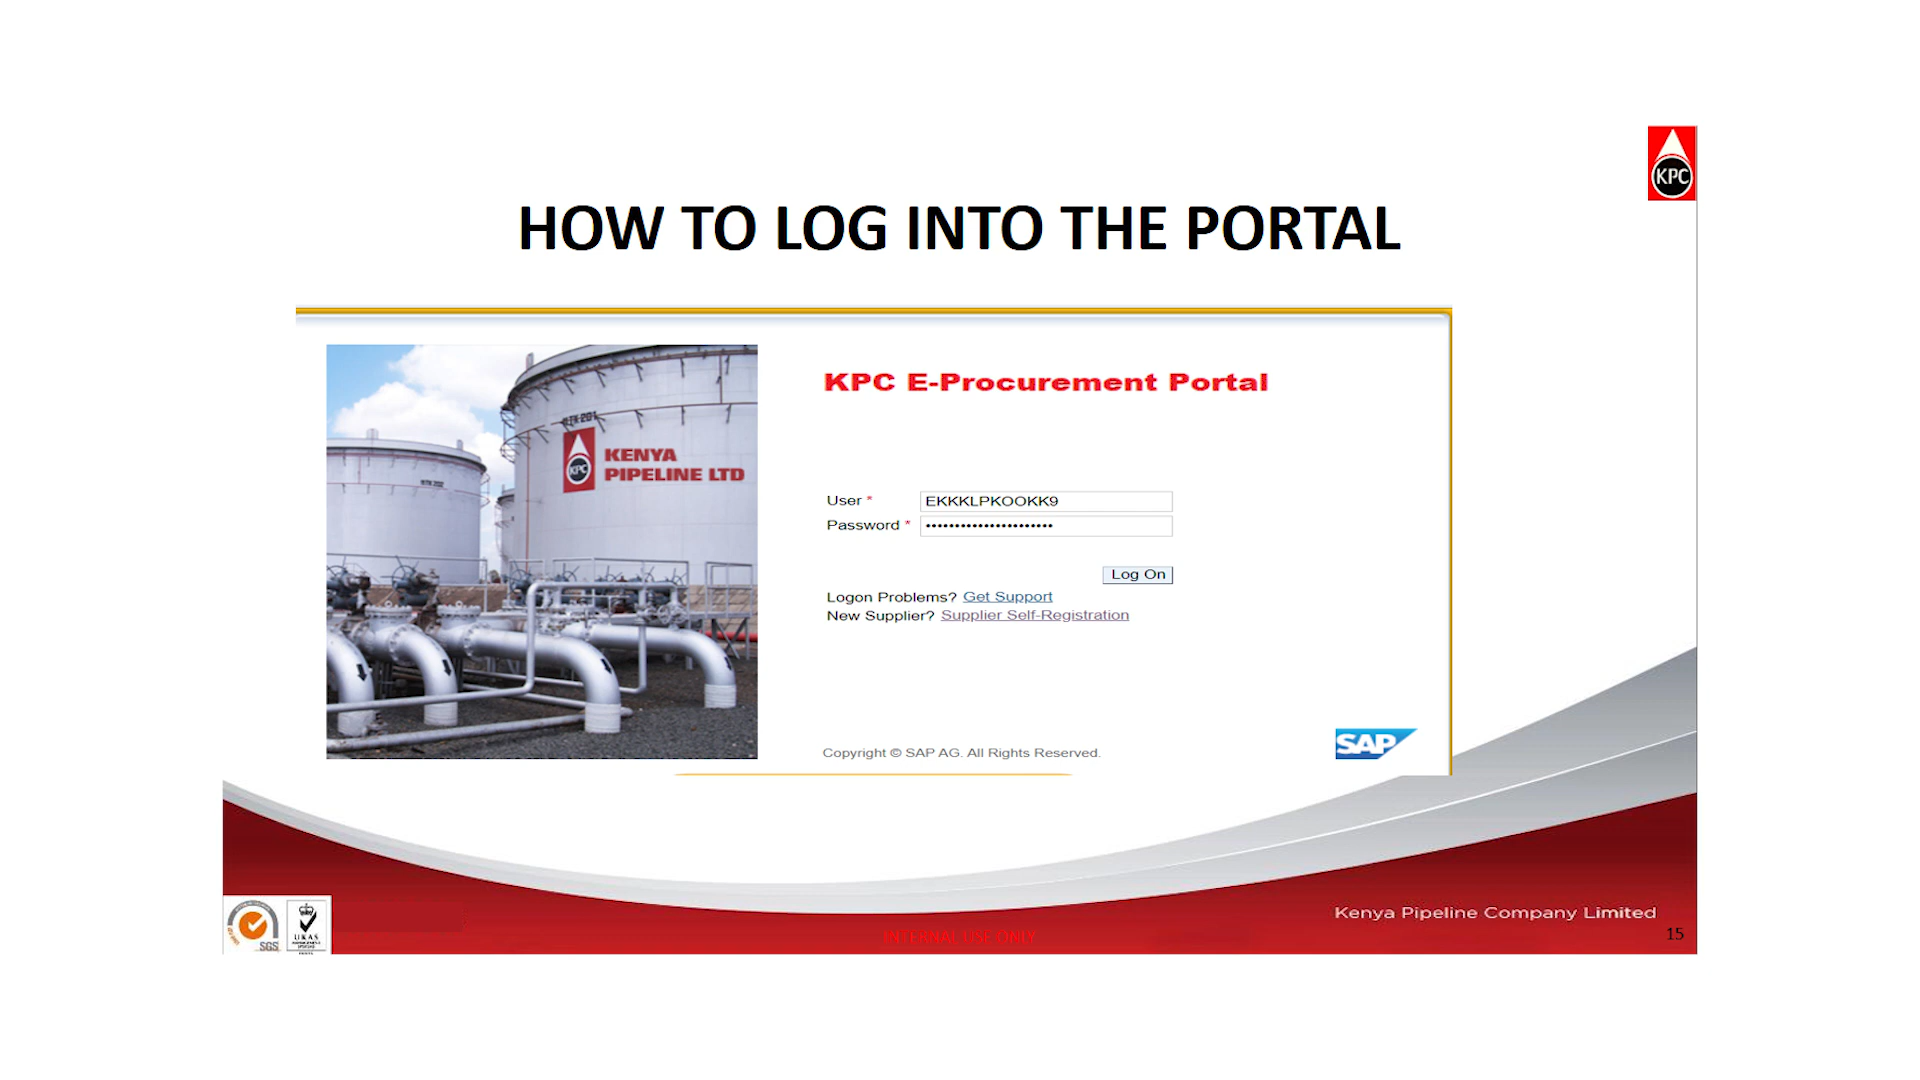 KPC
HOW TO LOG INTO THE PORTAL
KPC E-Procurement Portal
KENYA
PIPELINE LTD
KPC
User *
EKKKLPKOOKK9
Password *
••••••••••••••••••••••
Log On
Logon Problems? Get Support
New Supplier? Supplier Self-Registration
Copyright © SAP AG. All Rights Reserved.
SAP
Kenya Pipeline Company Limited
INTERNAL USE ONLY
15
SGS
UKAS